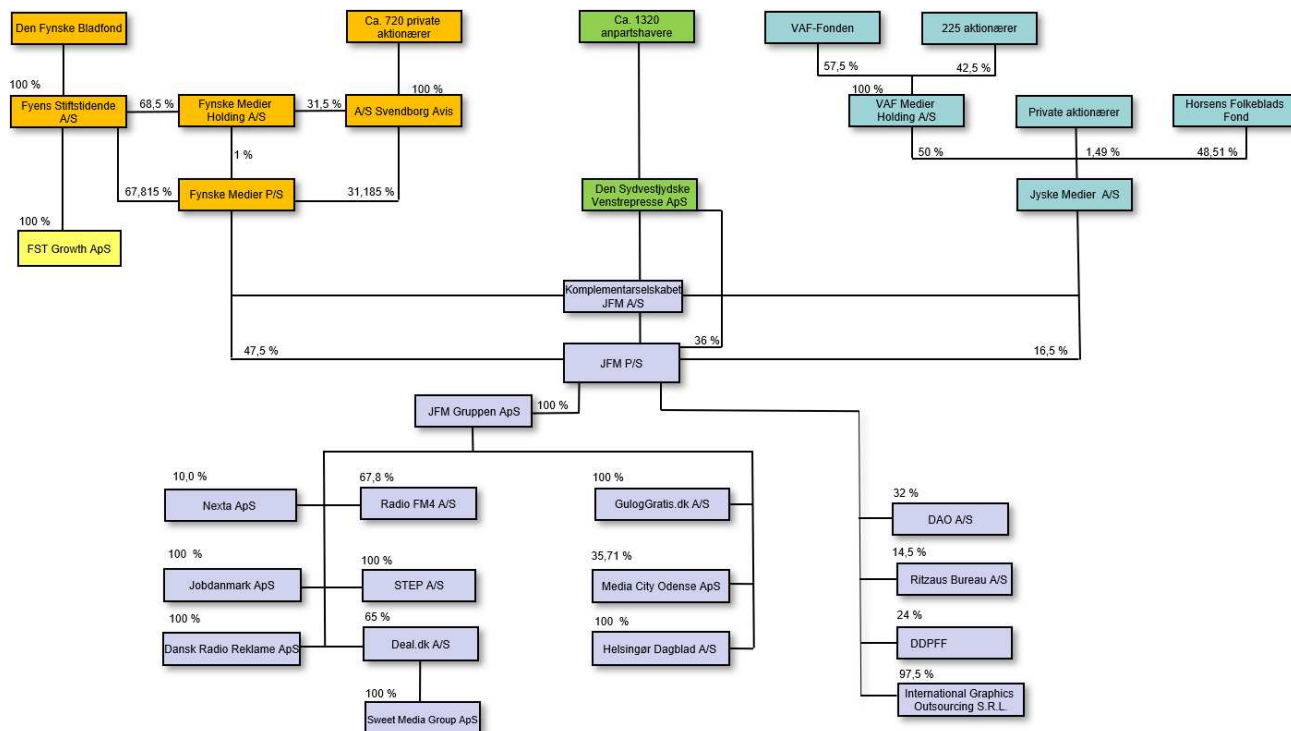 Den Fynske Bladfond
Ca. 720 private
aktionærer
Ca. 1320
anpartshavere
VAF-Fonden
225 aktionærer
57,5 %
42,5 %
100 %
100 %
100 %
Fyens Stiftstidende
A/S
68,5 %
Fynske Medier
Holding A/S
31,5 %
A/S Svendborg Avis
VAF Medier
Holding A/S
Private aktionærer
Horsens Folkeblads
Fond
1 %
50 %
1,49 %
48,51 %
67,815 %
Fynske Medier P/S
31,185 %
Den Sydvestjydske
Venstrepresse ApS
Jyske Medier A/S
100 %
FST Growth ApS
Komplementarselskabet
JFM A/S
47,5 %
36 %
16,5 %
JFM P/S
JFM Gruppen ApS
100 %
10,0 %
67,8 %
100 %
Nexta ApS
Radio FM4 A/S
GulogGratis.dk A/S
32 %
DAO A/S
100 %
100 %
35,71 %
14,5 %
Jobdanmark ApS
STEP A/S
Media City Odense ApS
Ritzaus Bureau A/S
100 %
65 %
100 %
24 %
Dansk Radio Reklame ApS
Deal.dk A/S
Helsingør Dagblad A/S
DDPFF
97,5 %
100 %
International Graphics
Outsourcing S.R.L.
Sweet Media Group ApS